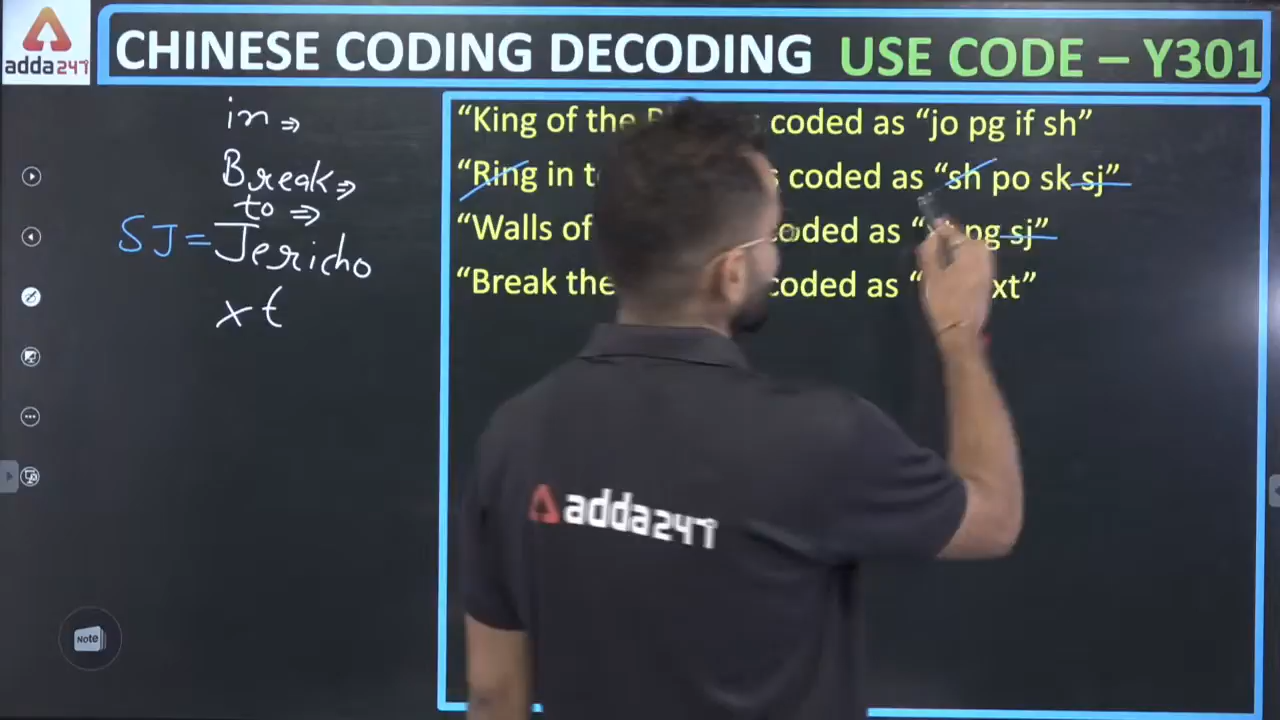 adda247
CHINESE CODING DECODING USE CODE – Y301
in ⇒
Break ⇒
to ⇒
SJ = Jericho
xt
“King of the coded as “jo pg if sh”
“Ring in coded as “sh po sk sj”
“Walls of coded as “ pg sj”
“Break the coded as “ xt”
adda247
Note